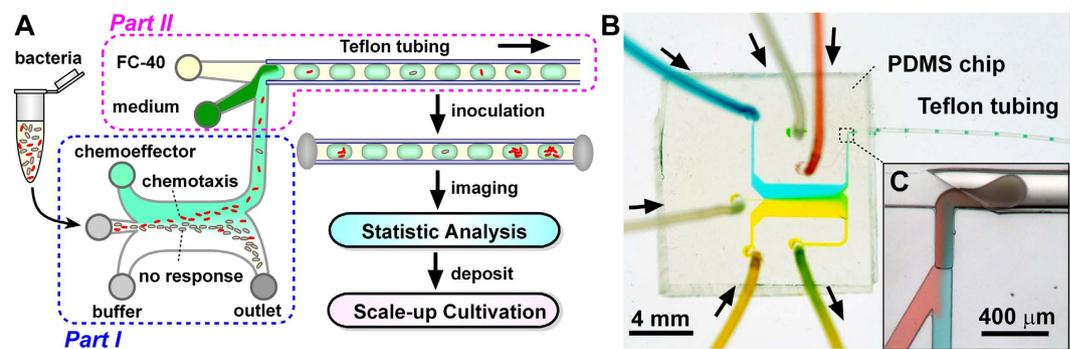 A
Part II
bacteria
FC-40
Teflon tubing
medium
inoculation
chemoeffector
chemotaxis
imaging
Statistic Analysis
no response
deposit
buffer
outlet
Scale-up Cultivation
Part I
B
PDMS chip
Teflon tubing
C
4 mm
400 μm